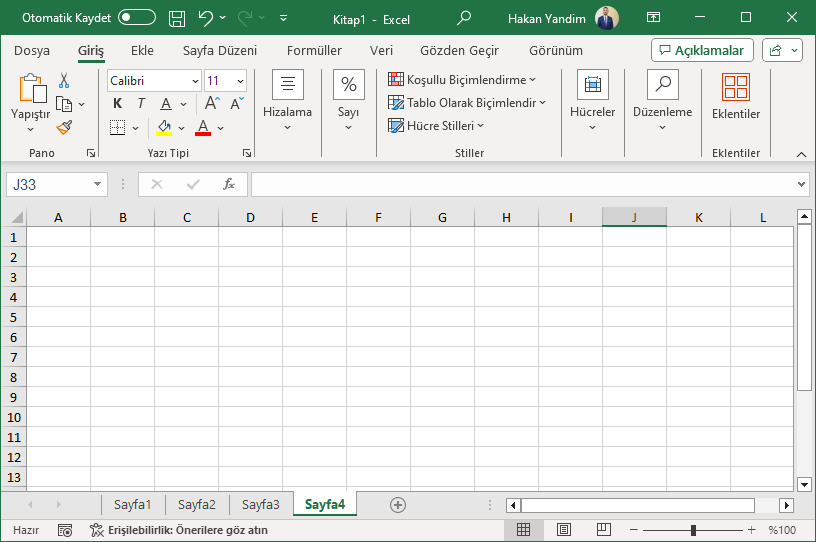 Otomatik Kaydet Kitap1 - Excel Hakan Yandim
Dosya Giriş Ekle Sayfa Düzeni Formüller Veri Gözden Geçir Görünüm Açıklamalar
Yapıştır
Pano
Calibri 11
K T A A A
A
Yazı Tipi
Hizalama
%
Sayı
Koşullu Biçimlendirme
Tablo Olarak Biçimlendir
Hücre Stilleri
Stiller
Hücreler
Düzenleme
Eklentiler
Eklentiler
J33 fx
A B C D E F G H I J K L
1
2
3
4
5
6
7
8
9
10
11
12
13
Sayfa1 Sayfa2 Sayfa3 Sayfa4
Hazır Erişilebilirlik: Önerilere göz atın %100